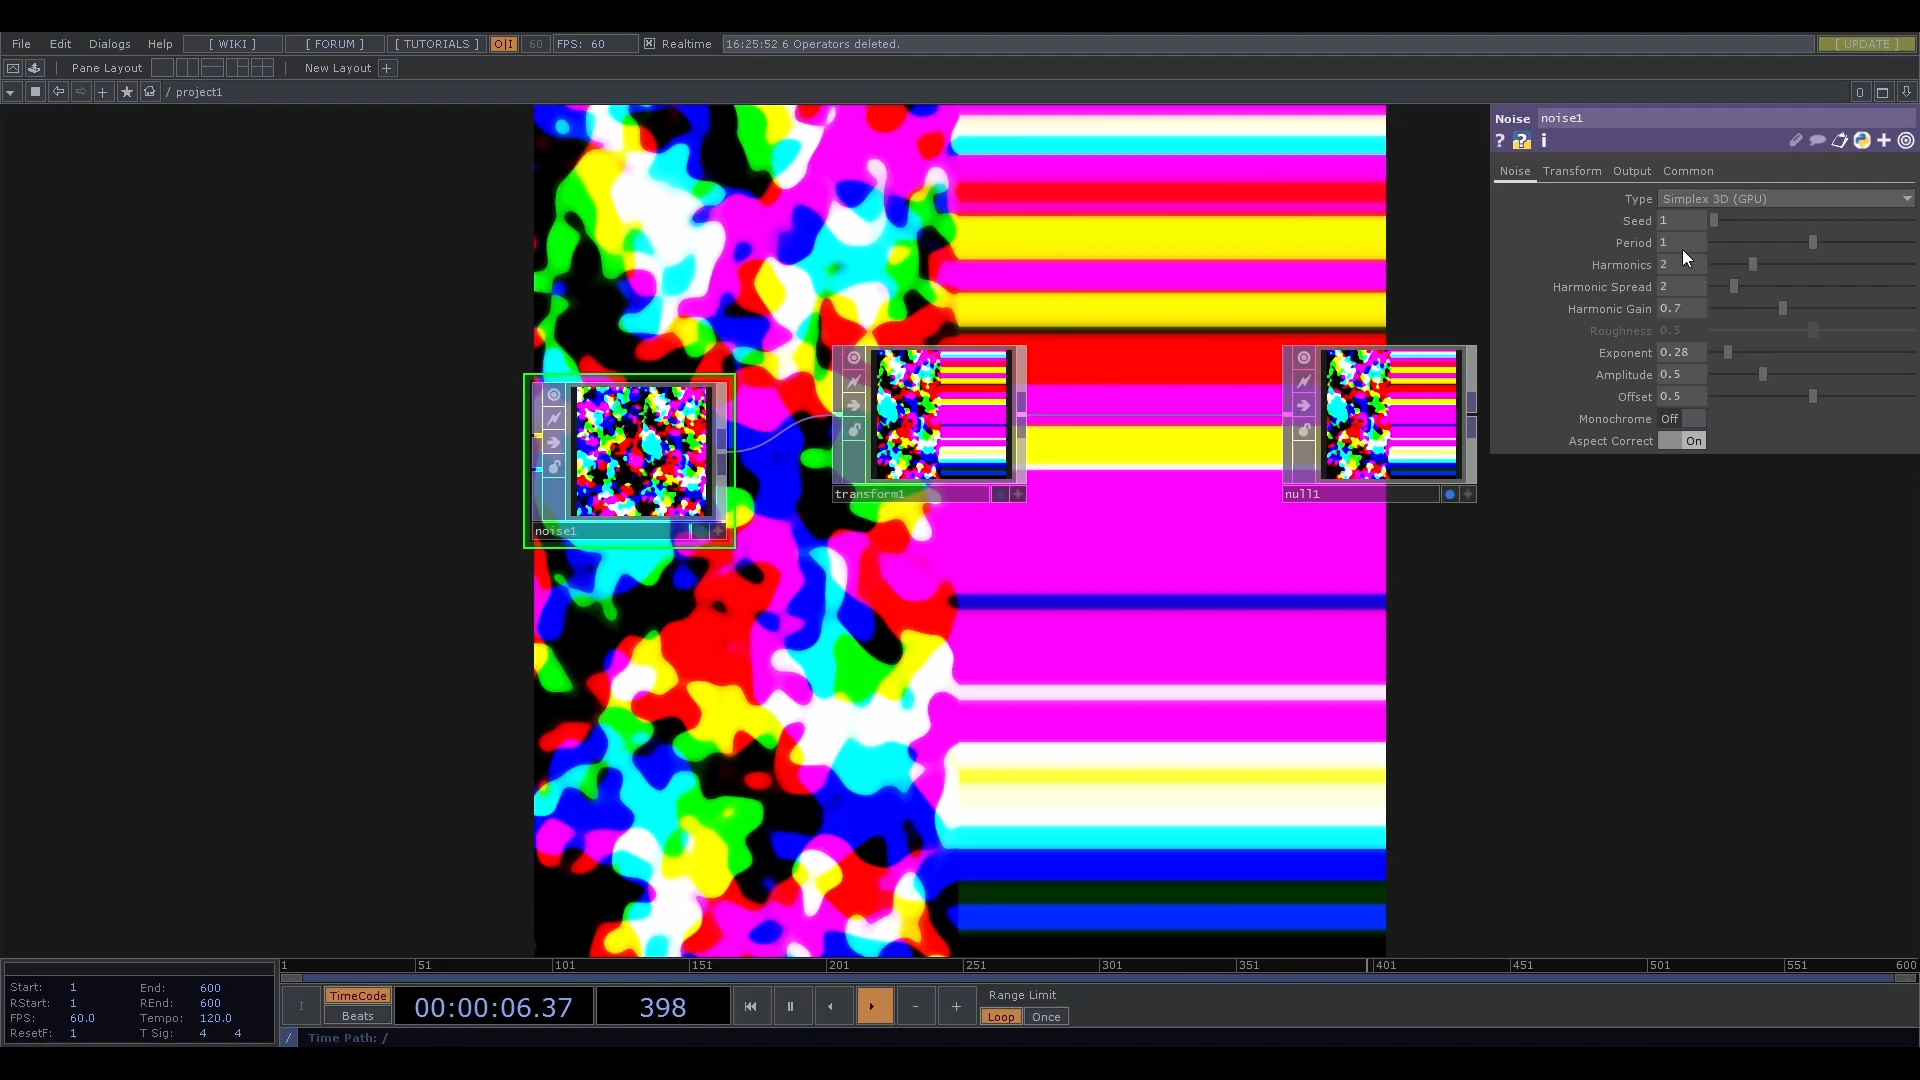 File Edit Dialogs Help [ WIKI ] [ FORUM ] [ TUTORIALS ] O|I 60 FPS: 60 Realtime 16:25:52 6 Operators deleted. [ UPDATE ]
Pane Layout New Layout +
/ project1 0
Noise noise1
? ? i
Noise Transform Output Common
Type Simplex 3D (GPU)
Seed 1
Period 1
Harmonics 2
Harmonic Spread 2
Harmonic Gain 0.7
Roughness 0.5
Exponent 0.28
Amplitude 0.5
Offset 0.5
Monochrome Off
Aspect Correct On
transform1
null1
noise1
1 51 101 151 201 251 301 351 401 451 501 551 600
Start: 1 End: 600
RStart: 1 REnd: 600
FPS: 60.0 Tempo: 120.0
ResetF: 1 T Sig: 4 4
TimeCode
Beats
00:00:06.37
398
- +
Range Limit
Loop Once
/ Time Path: /